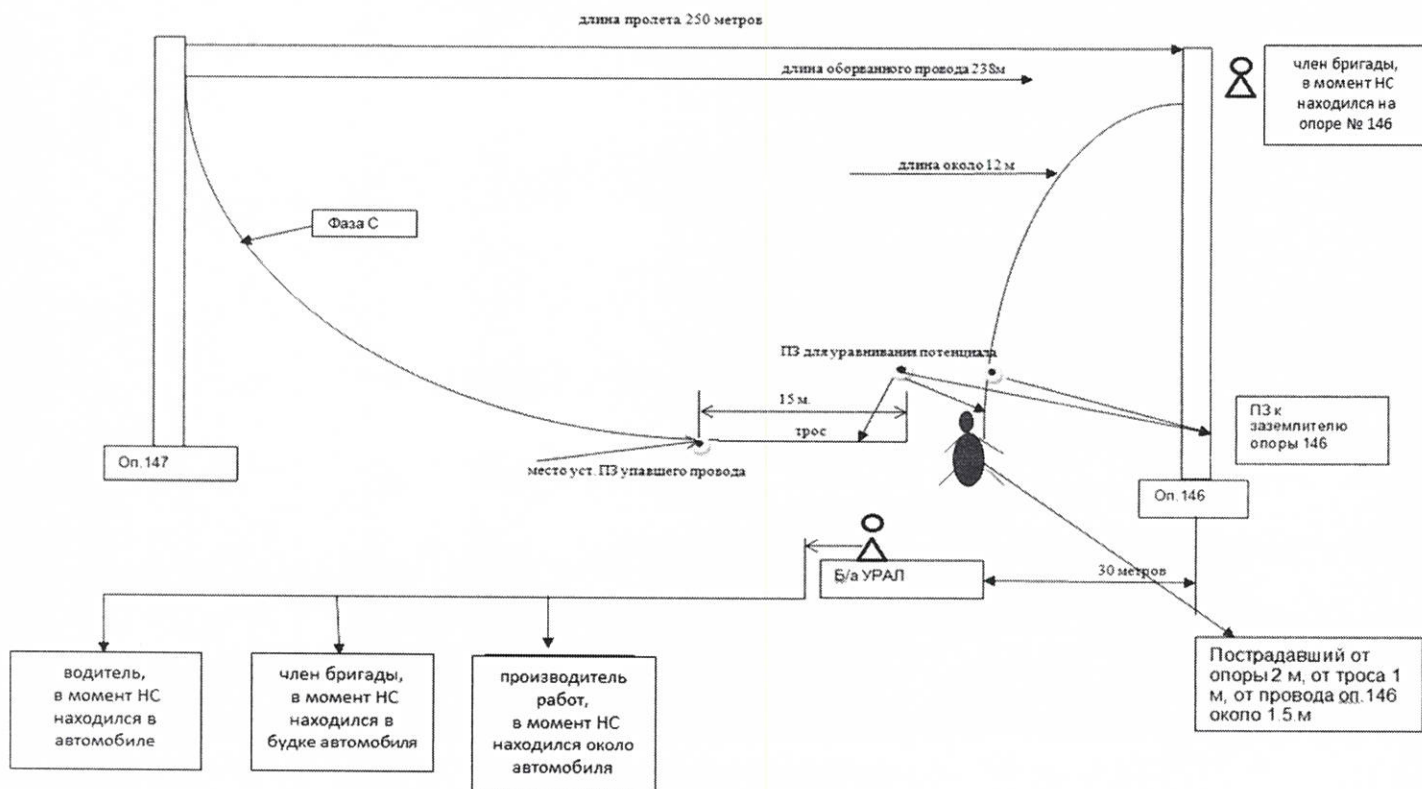 длина пролета 250 метров
длина оборванного провода 238м
член бригады,
в момент НС
находился на
опоре № 146
длина около 12 м
Фаза С
ПЗ для уравнивания потенциала
15 м.
трос
ПЗ к
заземлителю
опоры 146
Оп.147
место уст. ПЗ упавшего провода
Оп.146
Б/а УРАЛ
30 метров
водитель,
в момент НС
находился в
автомобиле
член бригады,
в момент НС
находился в
будке автомобиля
производитель
работ,
в момент НС
находился около
автомобиля
Пострадавший от
опоры 2 м, от троса 1
м, от провода оп.146
около 1.5 м